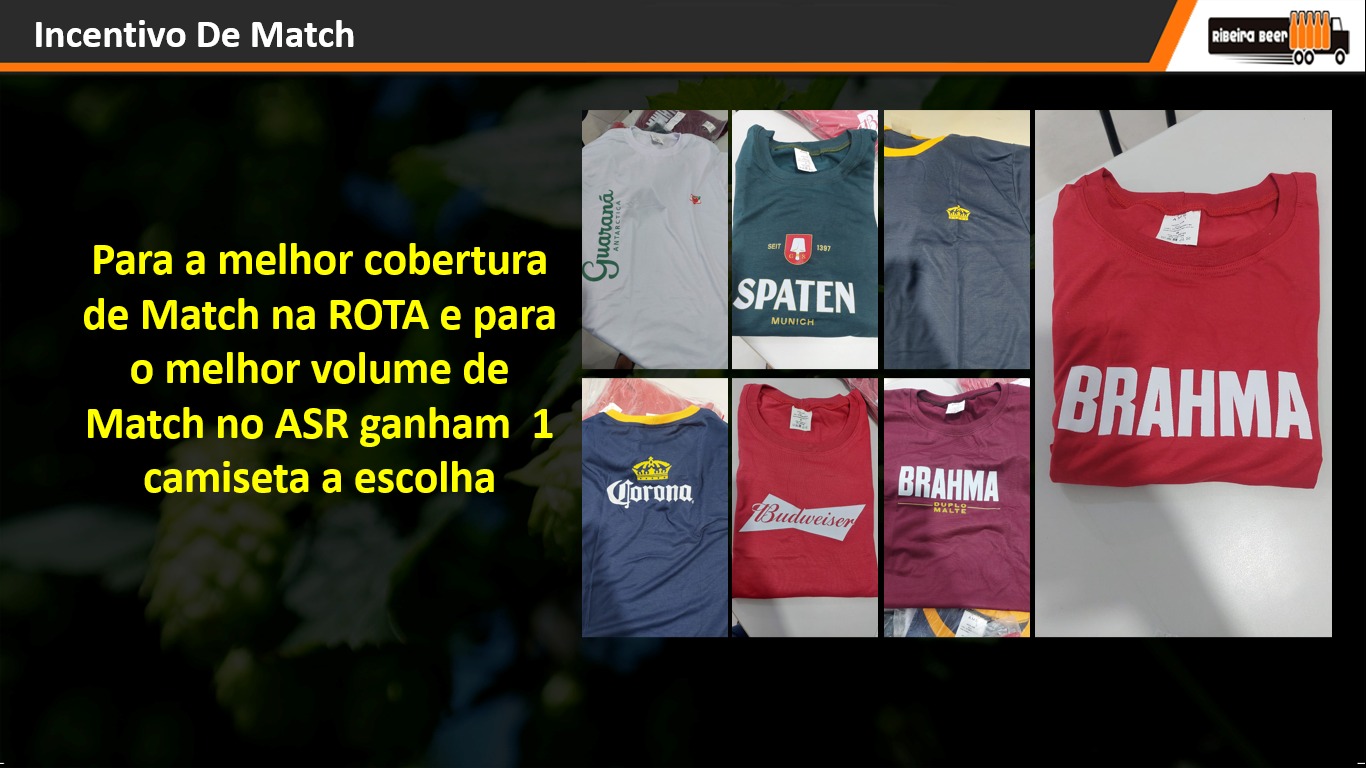 Incentivo De Match
Ribeira Beer
Para a melhor cobertura
de Match na ROTA e para
o melhor volume de
Match no ASR ganham  1
camiseta a escolha
Guaraná
ANTARCTICA
SEIT 1397
G S
SPATEN
MUNICH
BRAHMA
Corona
Budweiser
BRAHMA
DUPLO
MALTE